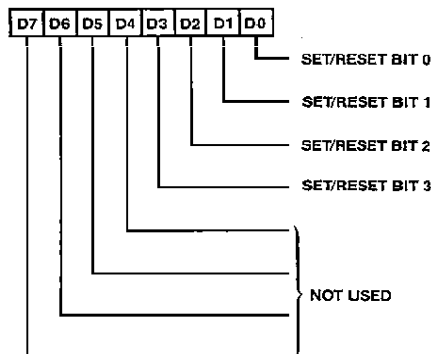 D7 D6 D5 D4 D3 D2 D1 D0
SET/RESET BIT 0
SET/RESET BIT 1
SET/RESET BIT 2
SET/RESET BIT 3
NOT USED